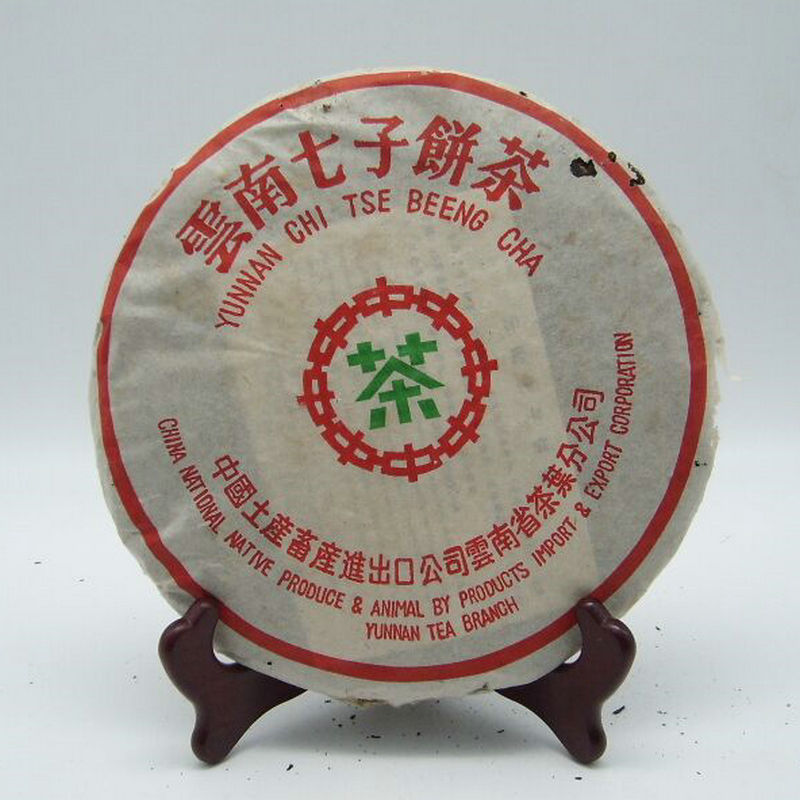 雲南七子餅茶
YUNNAN CHI TSE BEENG CHA
茶
中國土產畜產進出口公司雲南省茶葉分公司
CHINA NATIONAL NATIVE PRODUCE & ANIMAL BY PRODUCTS IMPORT & EXPORT CORPORATION
YUNNAN TEA BRANCH